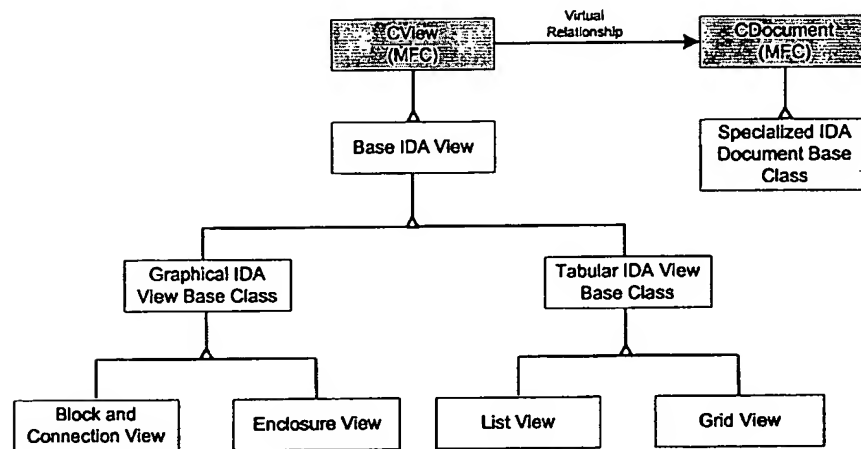 CView
(MFC)
Virtual
Relationship
CDocument
(MFC)
Base IDA View
Specialized IDA
Document Base
Class
Graphical IDA
View Base Class
Tabular IDA View
Base Class
Block and
Connection View
Enclosure View
List View
Grid View